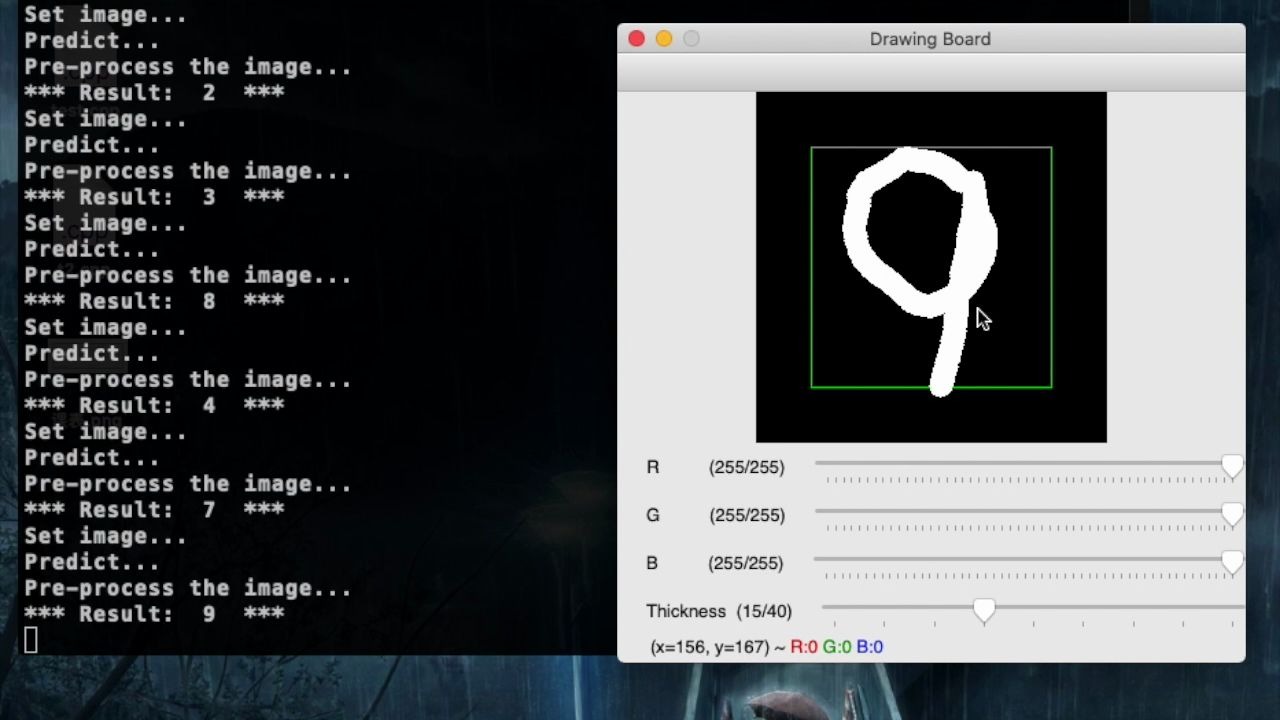 Set image...
Predict...
Pre-process the image...
*** Result:  2  ***
Set image...
Predict...
Pre-process the image...
*** Result:  3  ***
Set image...
Predict...
Pre-process the image...
*** Result:  8  ***
Set image...
Predict...
Pre-process the image...
*** Result:  4  ***
Set image...
Predict...
Pre-process the image...
*** Result:  7  ***
Set image...
Predict...
Pre-process the image...
*** Result:  9  ***
Drawing Board
9
R (255/255)
G (255/255)
B (255/255)
Thickness (15/40)
(x=156, y=167) ~ R:0 G:0 B:0